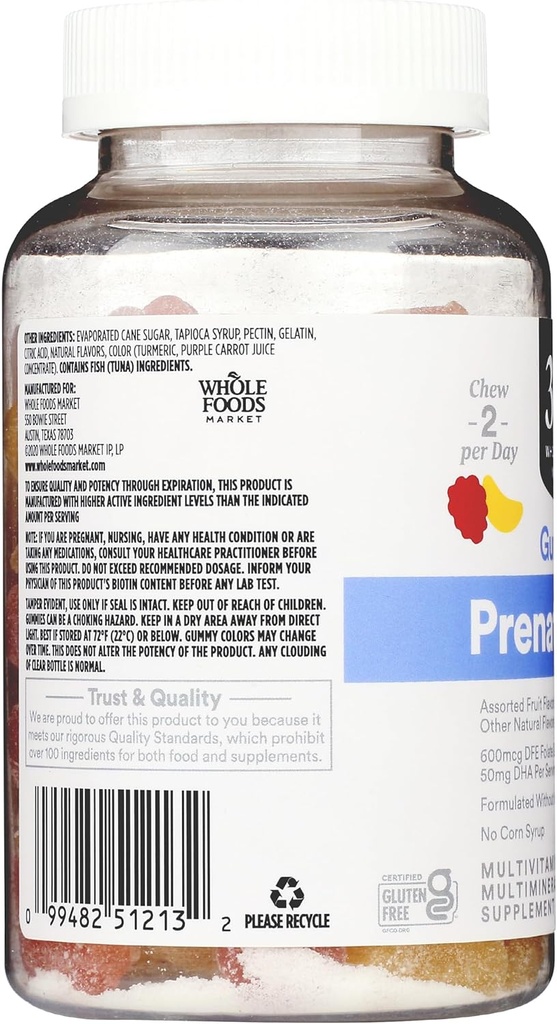 OTHER INGREDIENTS: EVAPORATED CANE SUGAR, TAPIOCA SYRUP, PECTIN, GELATIN,
CITRIC ACID, NATURAL FLAVORS, COLOR (TURMERIC, PURPLE CARROT JUICE
CONCENTRATE). CONTAINS FISH (TUNA) INGREDIENTS.
MANUFACTURED FOR:
WHOLE FOODS MARKET
550 BOWIE STREET
AUSTIN, TEXAS 78703
©2020 WHOLE FOODS MARKET IP, LP
www.wholefoodsmarket.com
WHOLE
FOODS
MARKET
TO ENSURE QUALITY AND POTENCY THROUGH EXPIRATION, THIS PRODUCT IS
MANUFACTURED WITH HIGHER ACTIVE INGREDIENT LEVELS THAN THE INDICATED
AMOUNT PER SERVING
NOTE: IF YOU ARE PREGNANT, NURSING, HAVE ANY HEALTH CONDITION OR ARE
TAKING ANY MEDICATIONS, CONSULT YOUR HEALTHCARE PRACTITIONER BEFORE
USING THIS PRODUCT. DO NOT EXCEED RECOMMENDED DOSAGE. INFORM YOUR
PHYSICIAN OF THIS PRODUCT'S BIOTIN CONTENT BEFORE ANY LAB TEST.
TAMPER EVIDENT, USE ONLY IF SEAL IS INTACT. KEEP OUT OF REACH OF CHILDREN.
GUMMIES CAN BE A CHOKING HAZARD. KEEP IN A DRY AREA AWAY FROM DIRECT
LIGHT. BEST IF STORED AT 72°F (22°C) OR BELOW. GUMMY COLORS MAY CHANGE
OVER TIME. THIS DOES NOT ALTER THE POTENCY OF THE PRODUCT. ANY CLOUDING
OF CLEAR BOTTLE IS NORMAL.
Trust & Quality
We are proud to offer this product to you because it
meets our rigorous Quality Standards, which prohibit
over 100 ingredients for both food and supplements.
0 99482 51213 2
PLEASE RECYCLE
Chew
-2-
per Day
3
Gu
Prena
Assorted Fruit Flavo
Other Natural Flavo
600mcg DFE Folate
50mg DHA Per Serv
Formulated Withou
No Corn Syrup
CERTIFIED
GLUTEN
FREE
GFCO.ORG
MULTIVITAM
MULTIMINER
SUPPLEMENT